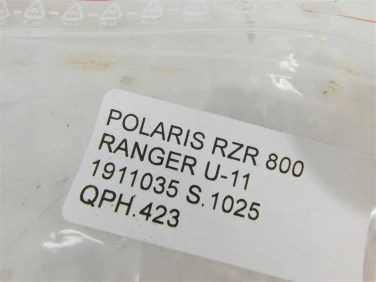 POLARIS RZR 800
RANGER U-11
1911035 S.1025
QPH.423